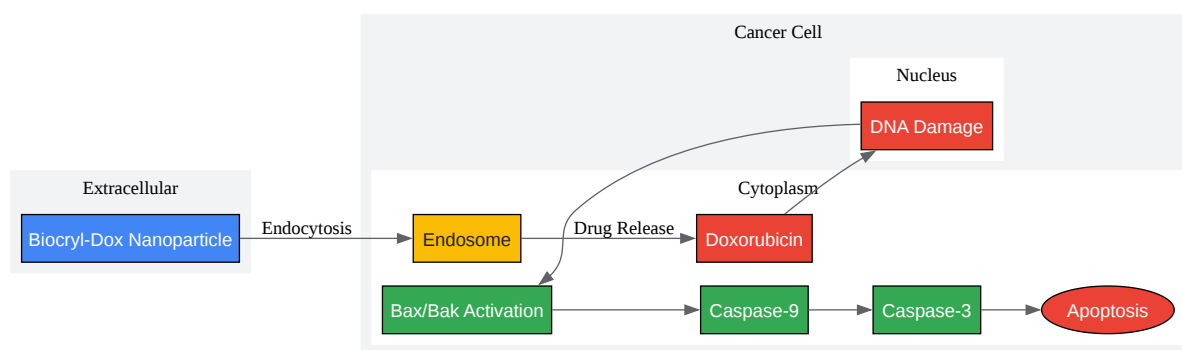 Cancer Cell
Nucleus
DNA Damage
Extracellular
Cytoplasm
Biocryl-Dox Nanoparticle
Endocytosis
Endosome
Drug Release
Doxorubicin
Bax/Bak Activation
Caspase-9
Caspase-3
Apoptosis